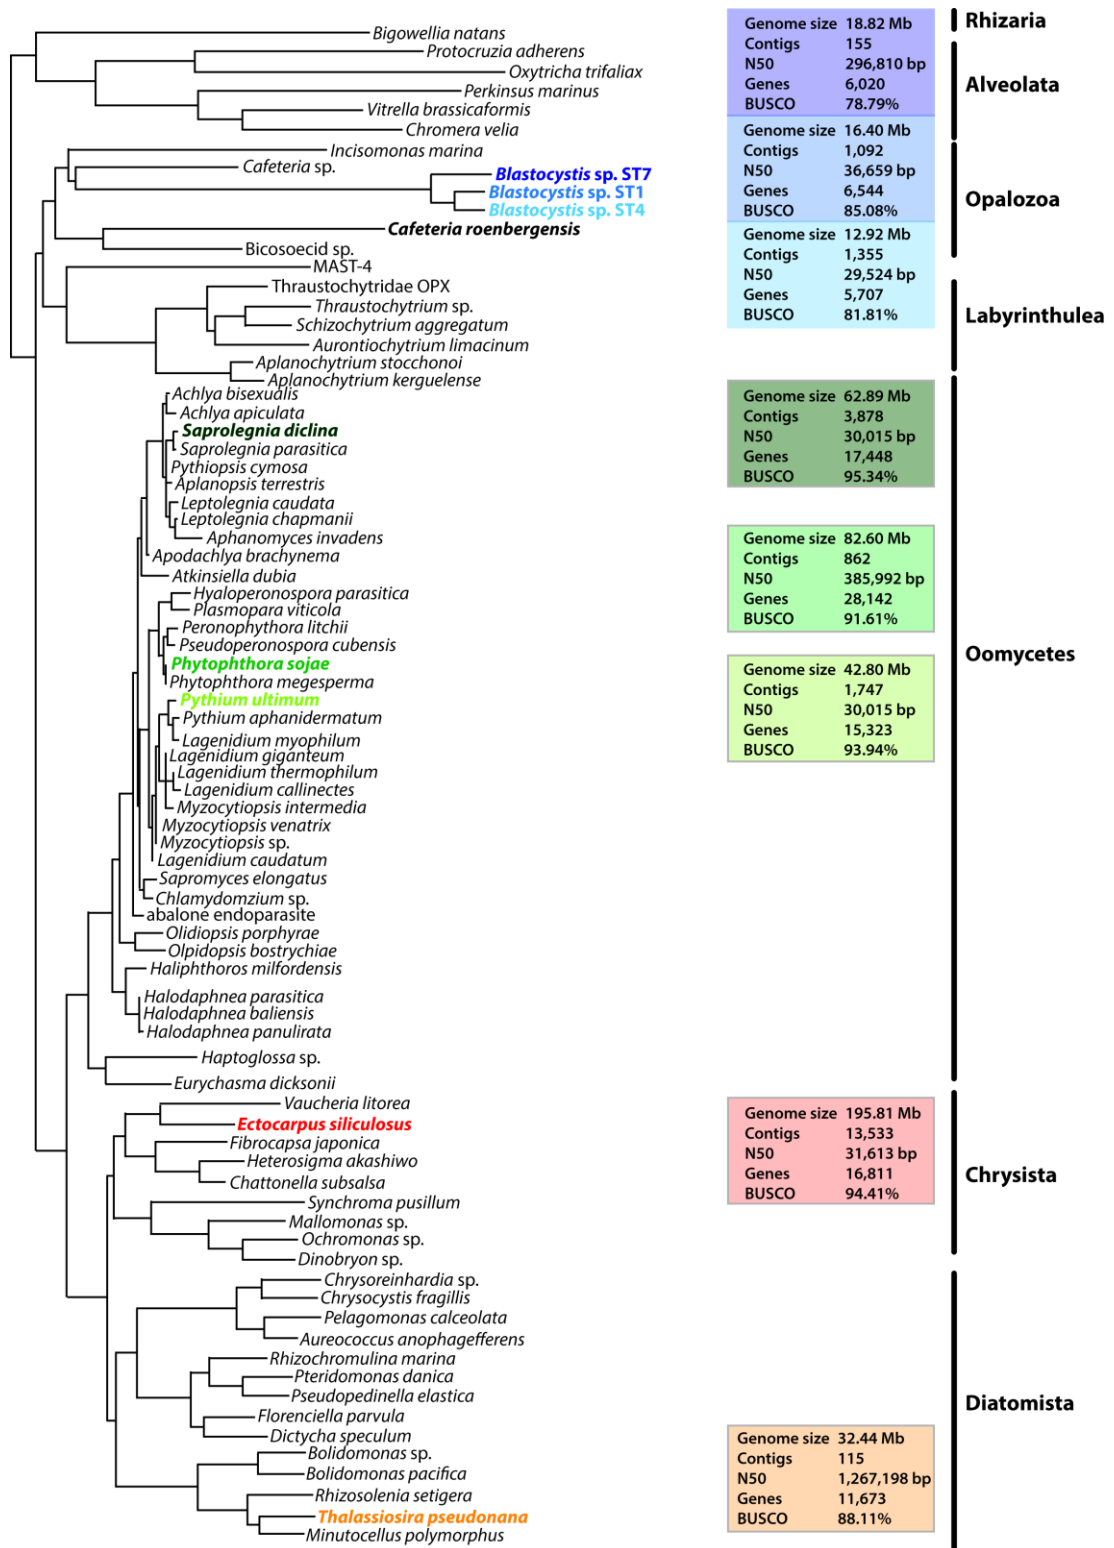 Bigowellia natans
Protocruzia adherens
Oxytricha trifaliax
Perkinsus marinus
Vitrella brassicaformis
Chromera velia
Incisomonas marina
Cafeteria sp.
Blastocystis sp. ST7
Blastocystis sp. ST1
Blastocystis sp. ST4
Cafeteria roenbergensis
Bicosoecid sp.
MAST-4
Thraustochytridae OPX
Thraustochytrium sp.
Schizochytrium aggregatum
Aurontiochytrium limacinum
Aplanochytrium stocchonoi
Aplanochytrium kerguelense
Achlya bisexualis
Achlya apiculata
Saprolegnia diclina
Saprolegnia parasitica
Pythiopsis cymosa
Aplanopsis terrestris
Leptolegnia caudata
Leptolegnia chapmanii
Aphanomyces invadens
Apodachlya brachynema
Atkinsiella dubia
Hyaloperonospora parasitica
Plasmopara viticola
Peronophythora litchii
Pseudoperonospora cubensis
Phytophthora sojae
Phytophthora megesperma
Pythium ultimum
Pythium aphanidermatum
Lagenidium myophilum
Lagenidium giganteum
Lagenidium thermophilum
Lagenidium callinectes
Myzocytiopsis intermedia
Myzocytiopsis venatrix
Myzocytiopsis sp.
Lagenidium caudatum
Sapromyces elongatus
Chlamydomzium sp.
abalone endoparasite
Olidiopsis porphyrae
Olpidopsis bostrychiae
Haliphthoros milfordensis
Halodaphnea parasitica
Halodaphnea baliensis
Halodaphnea panulirata
Haptoglossa sp.
Eurychasma dicksonii
Vaucheria litorea
Ectocarpus siliculosus
Fibrocapsa japonica
Heterosigma akashiwo
Chattonella subsalsa
Synchroma pusillum
Mallomonas sp.
Ochromonas sp.
Dinobryon sp.
Chrysoreinhardia sp.
Chrysocystis fragillis
Pelagomonas calceolata
Aureococcus anophagefferens
Rhizochromulina marina
Pteridomonas danica
Pseudopedinella elastica
Florenciella parvula
Dictycha speculum
Bolidomonas sp.
Bolidomonas pacifica
Rhizosolenia setigera
Thalassiosira pseudonana
Minutocellus polymorphus
Genome size 18.82 Mb
Contigs 155
N50 296,810 bp
Genes 6,020
BUSCO 78.79%
Genome size 16.40 Mb
Contigs 1,092
N50 36,659 bp
Genes 6,544
BUSCO 85.08%
Genome size 12.92 Mb
Contigs 1,355
N50 29,524 bp
Genes 5,707
BUSCO 81.81%
Genome size 62.89 Mb
Contigs 3,878
N50 30,015 bp
Genes 17,448
BUSCO 95.34%
Genome size 82.60 Mb
Contigs 862
N50 385,992 bp
Genes 28,142
BUSCO 91.61%
Genome size 42.80 Mb
Contigs 1,747
N50 30,015 bp
Genes 15,323
BUSCO 93.94%
Genome size 195.81 Mb
Contigs 13,533
N50 31,613 bp
Genes 16,811
BUSCO 94.41%
Genome size 32.44 Mb
Contigs 115
N50 1,267,198 bp
Genes 11,673
BUSCO 88.11%
Rhizaria
Alveolata
Opalozoa
Labyrinthulea
Oomycetes
Chrysista
Diatomista